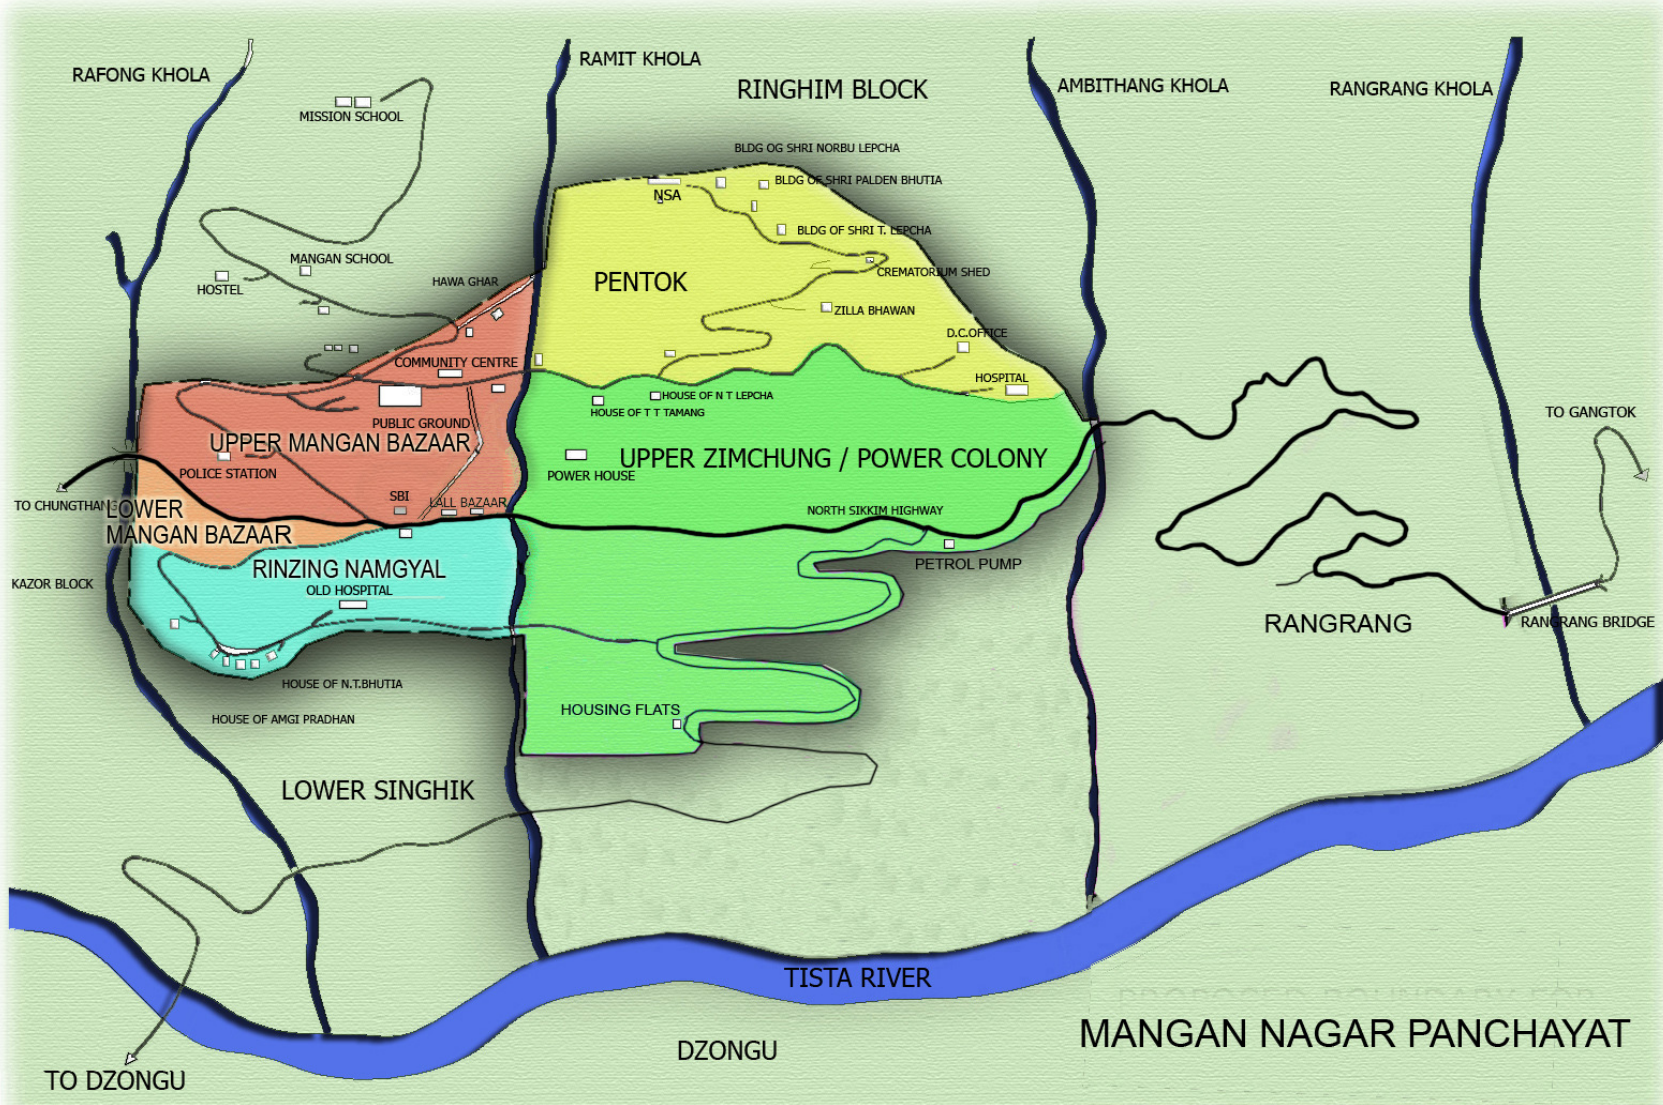 RAFONG KHOLA
RAMIT KHOLA
RINGHIM BLOCK
AMBITHANG KHOLA
RANGRANG KHOLA
MISSION SCHOOL
BLDG OG SHRI NORBU LEPCHA
BLDG OF SHRI PALDEN BHUTIA
NSA
BLDG OF SHRI T. LEPCHA
MANGAN SCHOOL
HOSTEL
HAWA GHAR
PENTOK
CREMATORIUM SHED
ZILLA BHAWAN
D.C.OFFICE
COMMUNITY CENTRE
HOSPITAL
HOUSE OF N T LEPCHA
HOUSE OF T T TAMANG
TO GANGTOK
PUBLIC GROUND
UPPER MANGAN BAZAAR
UPPER ZIMCHUNG / POWER COLONY
POLICE STATION
POWER HOUSE
SBI
LALL BAZAAR
TO CHUNGTHANG
LOWER
MANGAN BAZAAR
NORTH SIKKIM HIGHWAY
PETROL PUMP
RINZING NAMGYAL
KAZOR BLOCK
OLD HOSPITAL
RANGRANG
RANGRANG BRIDGE
HOUSE OF N.T.BHUTIA
HOUSE OF AMGI PRADHAN
HOUSING FLATS
LOWER SINGHIK
TISTA RIVER
PROPOSED BOUNDARY FOR
MANGAN NAGAR PANCHAYAT
DZONGU
TO DZONGU